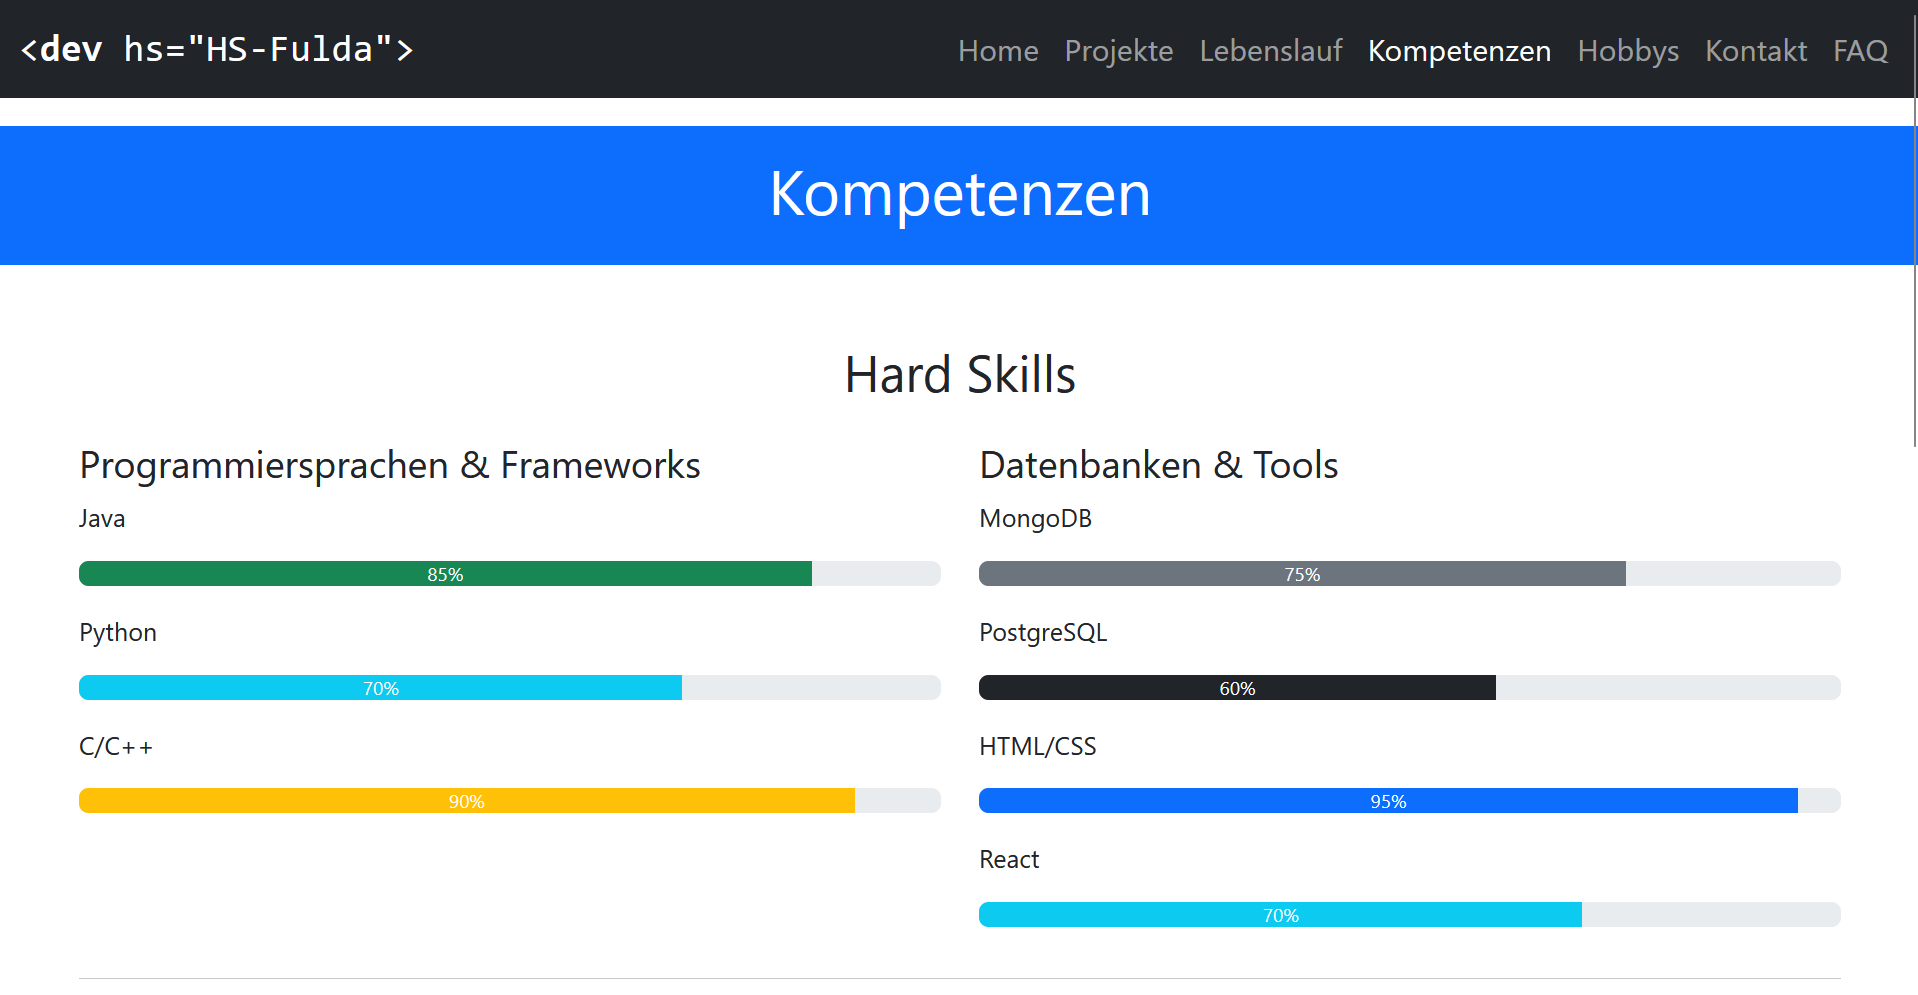 <dev hs="HS-Fulda">
Home Projekte Lebenslauf Kompetenzen Hobbys Kontakt FAQ
Kompetenzen
Hard Skills
Programmiersprachen & Frameworks
Java
85%
Python
70%
C/C++
90%
Datenbanken & Tools
MongoDB
75%
PostgreSQL
60%
HTML/CSS
95%
React
70%